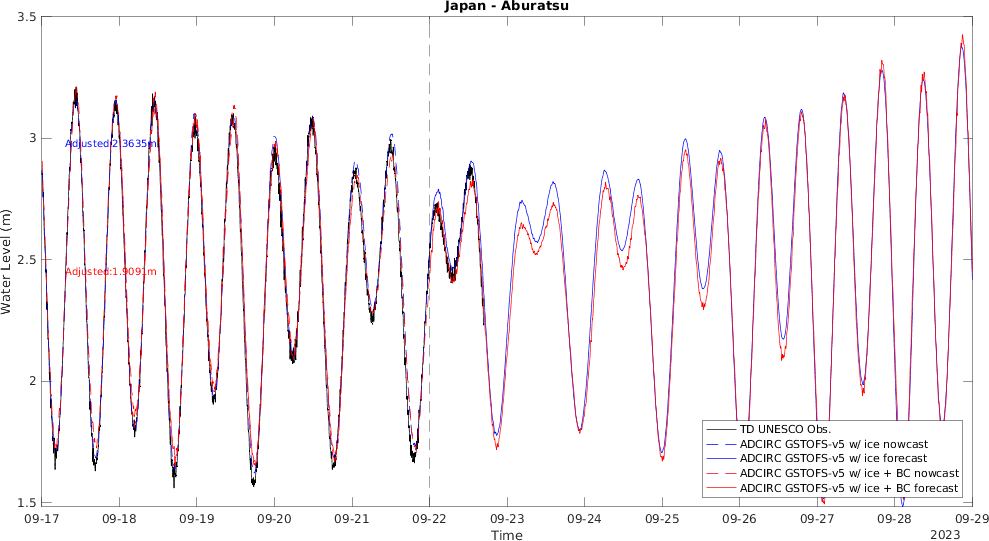 Japan - Aburatsu
Water Level (m)
3.5
3
2.5
2
1.5
Adjusted:2.3635m
Adjusted:1.9091m
TD UNESCO Obs.
ADCIRC GSTOFS-v5 w/ ice nowcast
ADCIRC GSTOFS-v5 w/ ice forecast
ADCIRC GSTOFS-v5 w/ ice + BC nowcast
ADCIRC GSTOFS-v5 w/ ice + BC forecast
09-17 09-18 09-19 09-20 09-21 09-22 09-23 09-24 09-25 09-26 09-27 09-28 09-29
Time
2023